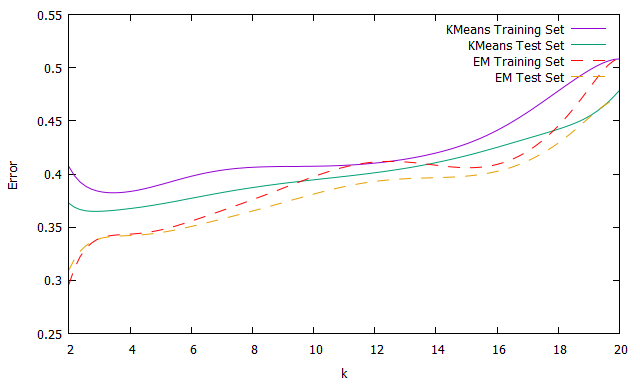 0.55
KMeans Training Set
KMeans Test Set
EM Training Set
EM Test Set
0.5
0.45
0.4
0.35
0.3
0.25
Error
2 4 6 8 10 12 14 16 18 20
k